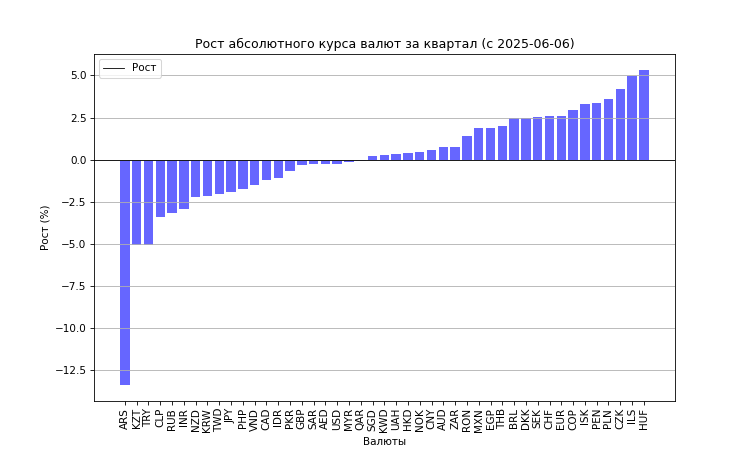 Рост абсолютного курса валют за квартал (с 2025-06-06)
Рост
5.0
2.5
0.0
−2.5
−5.0
−7.5
−10.0
−12.5
Рост (%)
ARS KZT TRY CLP RUB INR NZD KRW TWD JPY PHP VND CAD IDR PKR GBP SAR AED USD MYR QAR SGD KWD UAH HKD NOK CNY AUD ZAR RON MXN EGP THB BRL DKK SEK CHF EUR COP ISK PEN PLN CZK ILS HUF
Валюты